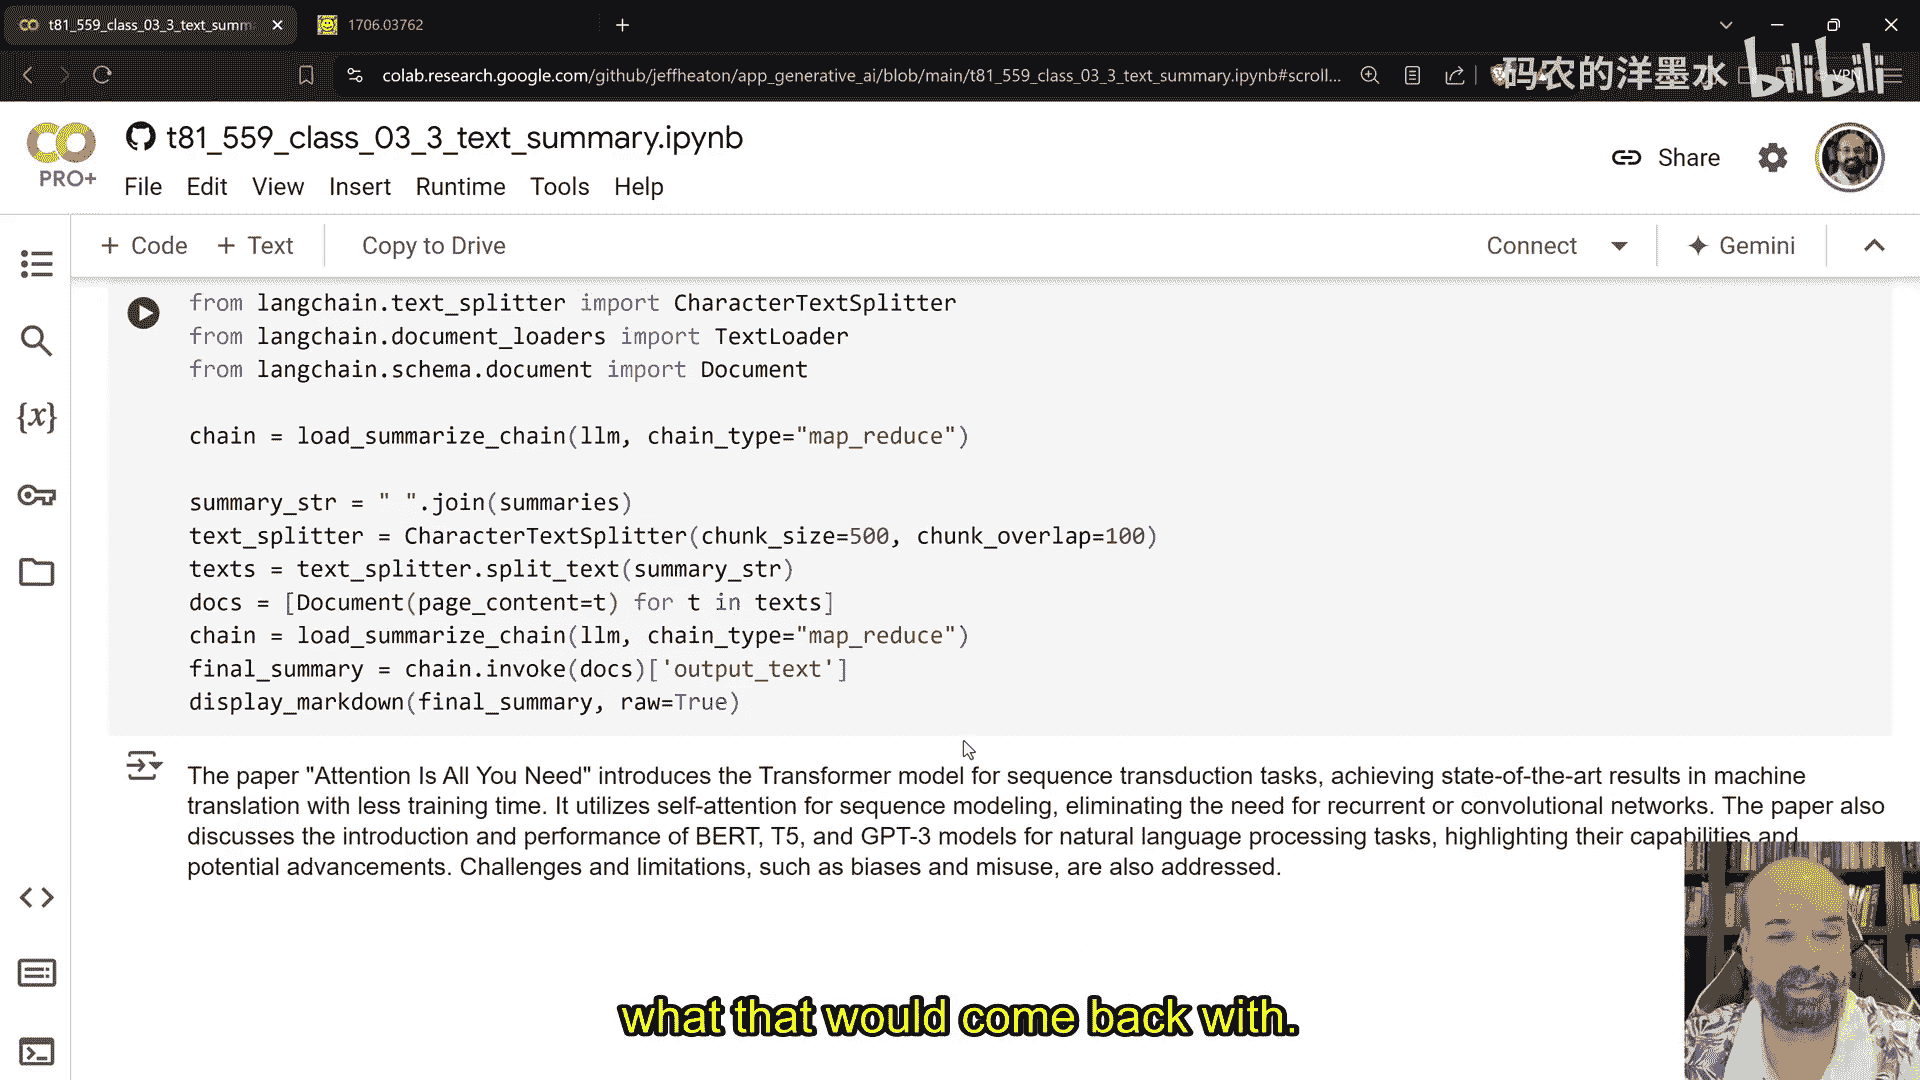 t81_559_class_03_3_text_summ
1706.03762
colab.research.google.com/github/jeffheaton/app_generative_ai/blob/main/t81_559_class_03_3_text_summary.ipynb#scroll...
VPN
码农的洋墨水 bilibili
t81_559_class_03_3_text_summary.ipynb
PRO+
File Edit View Insert Runtime Tools Help
Share
+ Code + Text Copy to Drive
Connect Gemini
from langchain.text_splitter import CharacterTextSplitter
from langchain.document_loaders import TextLoader
from langchain.schema.document import Document
chain = load_summarize_chain(llm, chain_type="map_reduce")
summary_str = " ".join(summaries)
text_splitter = CharacterTextSplitter(chunk_size=500, chunk_overlap=100)
texts = text_splitter.split_text(summary_str)
docs = [Document(page_content=t) for t in texts]
chain = load_summarize_chain(llm, chain_type="map_reduce")
final_summary = chain.invoke(docs)['output_text']
display_markdown(final_summary, raw=True)
The paper "Attention Is All You Need" introduces the Transformer model for sequence transduction tasks, achieving state-of-the-art results in machine
translation with less training time. It utilizes self-attention for sequence modeling, eliminating the need for recurrent or convolutional networks. The paper also
discusses the introduction and performance of BERT, T5, and GPT-3 models for natural language processing tasks, highlighting their capabilities and
potential advancements. Challenges and limitations, such as biases and misuse, are also addressed.
what that would come back with.